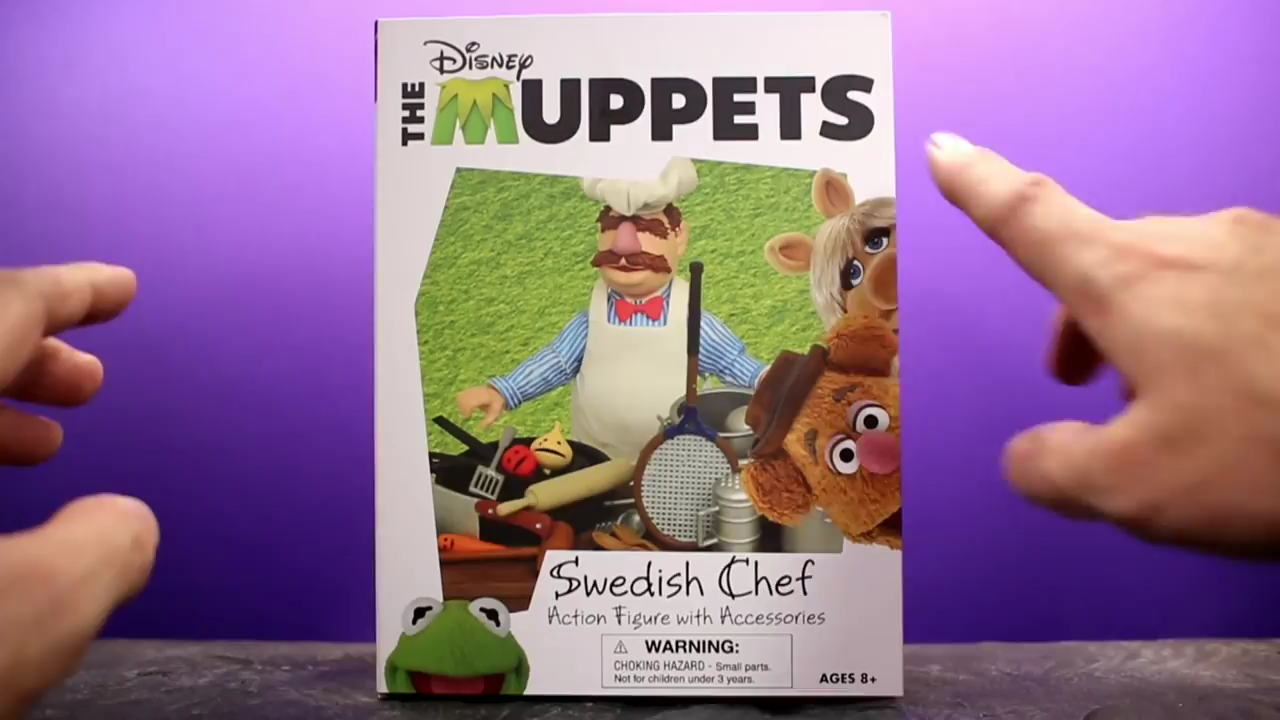 Disney
THE MUPPETS
Swedish Chef
Action Figure with Accessories
⚠ WARNING:
CHOKING HAZARD - Small parts.
Not for children under 3 years.
AGES 8+